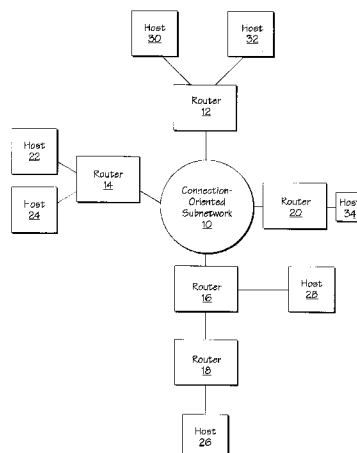 Host
30
Host
32
Router
12
Host
22
Router
14
Host
24
Connection-
Oriented
Subnetwork
10
Router
20
Host
34
Router
16
Host
28
Router
18
Host
26